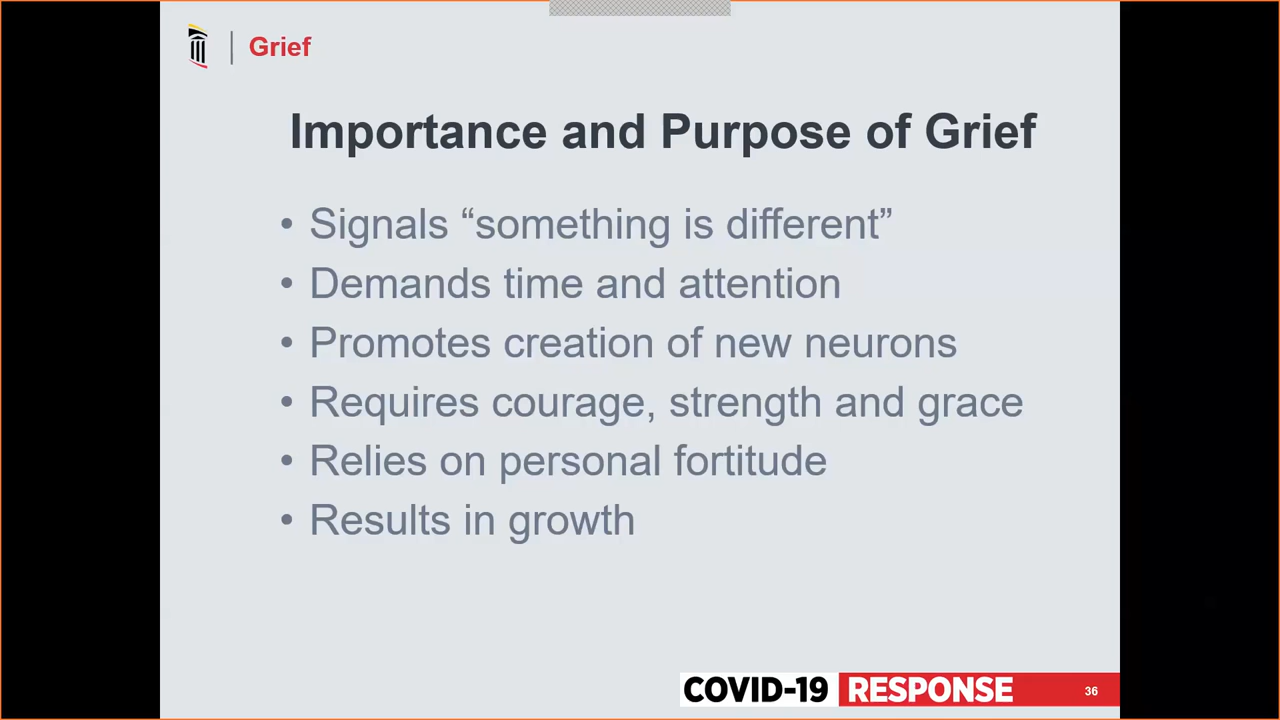 Grief
Importance and Purpose of Grief
• Signals “something is different”
• Demands time and attention
• Promotes creation of new neurons
• Requires courage, strength and grace
• Relies on personal fortitude
• Results in growth
COVID-19 RESPONSE 36